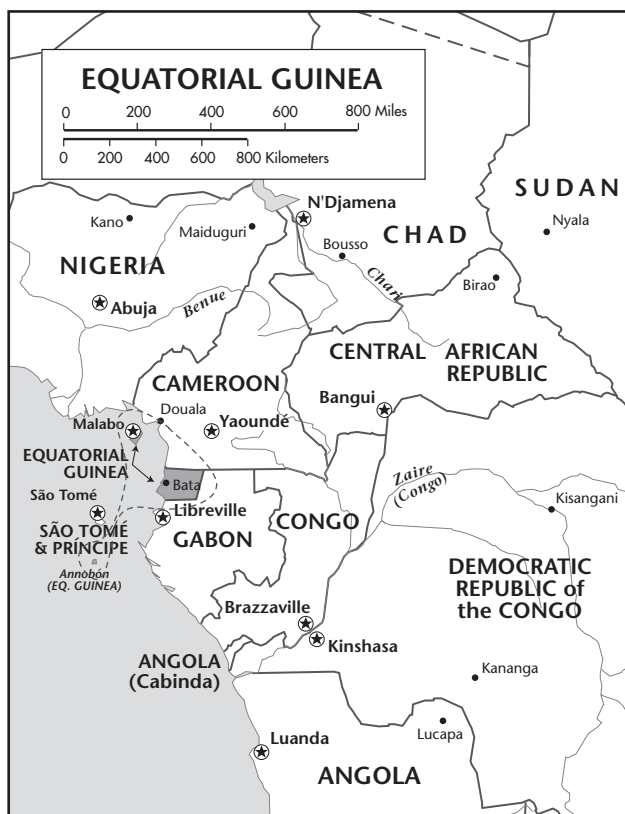 EQUATORIAL GUINEA
0 200 400 600 800 Miles
0 200 400 600 800 Kilometers
SUDAN
N'Djamena
Kano
Nyala
Maiduguri
CHAD
Bousso
NIGERIA
Chari
Birao
Abuja
Benue
CENTRAL AFRICAN
REPUBLIC
CAMEROON
Bangui
Douala
Malabo
Yaoundé
EQUATORIAL
GUINEA
Zaire
(Congo)
Bata
São Tomé
Kisangani
Libreville
CONGO
SÃO TOMÉ
& PRÍNCIPE
GABON
Annobón
(EQ. GUINEA)
DEMOCRATIC
REPUBLIC of
the CONGO
Brazzaville
Kinshasa
ANGOLA
(Cabinda)
Kananga
Luanda
Lucapa
ANGOLA